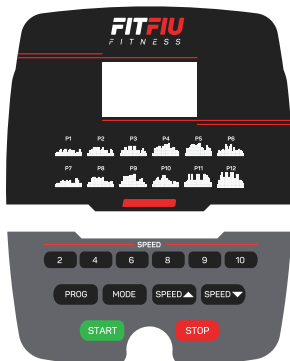 FITFIU
FITNESS
P1 P2 P3 P4 P5 P6
P7 P8 P9 P10 P11 P12
SPEED
2 4 6 8 9 10
PROG MODE SPEED▲ SPEED▼
START STOP